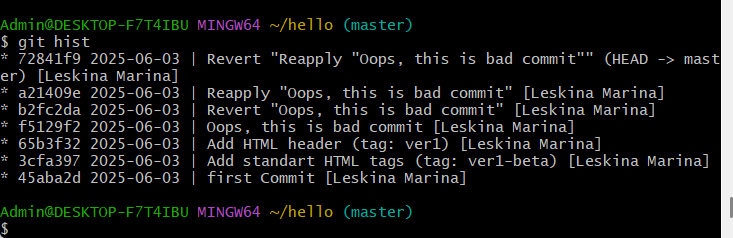 Admin@DESKTOP-F7T4IBU MINGW64 ~/hello (master)
$ git hist
* 72841f9 2025-06-03 | Revert "Reapply "Oops, this is bad commit"" (HEAD -> mast
er) [Leskina Marina]
* a21409e 2025-06-03 | Reapply "Oops, this is bad commit" [Leskina Marina]
* b2fc2da 2025-06-03 | Revert "Oops, this is bad commit" [Leskina Marina]
* f5129f2 2025-06-03 | Oops, this is bad commit [Leskina Marina]
* 65b3f32 2025-06-03 | Add HTML header (tag: ver1) [Leskina Marina]
* 3cfa397 2025-06-03 | Add standart HTML tags (tag: ver1-beta) [Leskina Marina]
* 45aba2d 2025-06-03 | first Commit [Leskina Marina]
Admin@DESKTOP-F7T4IBU MINGW64 ~/hello (master)
$